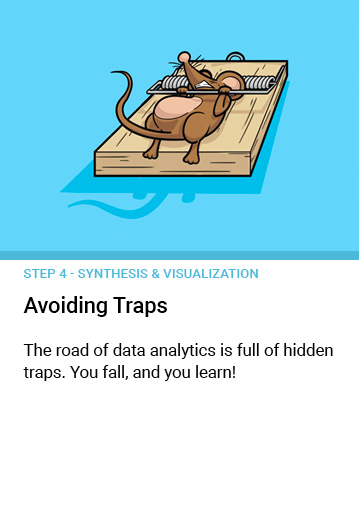 STEP 4 - SYNTHESIS & VISUALIZATION
Avoiding Traps
The road of data analytics is full of hidden
traps. You fall, and you learn!